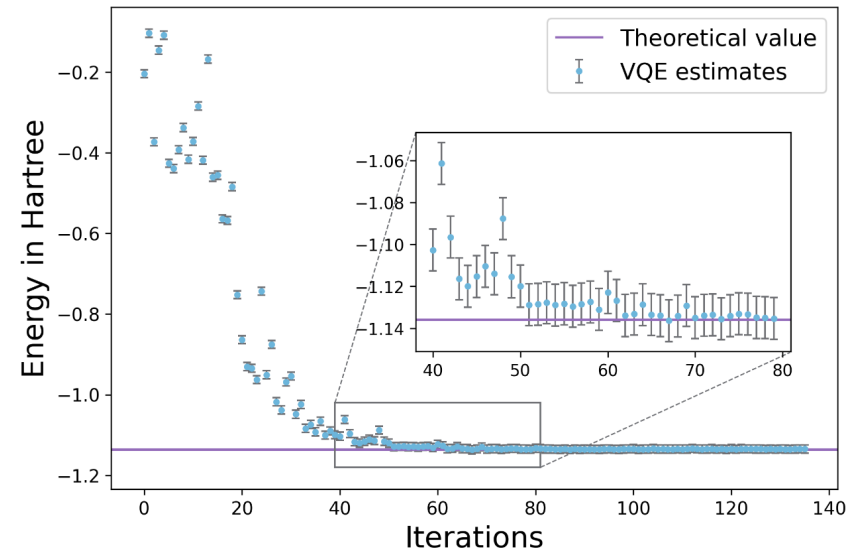 Theoretical value
VQE estimates
Energy in Hartree
−0.2
−0.4
−0.6
−0.8
−1.0
−1.2
−1.06
−1.08
−1.10
−1.12
−1.14
40 50 60 70 80
0 20 40 60 80 100 120 140
Iterations